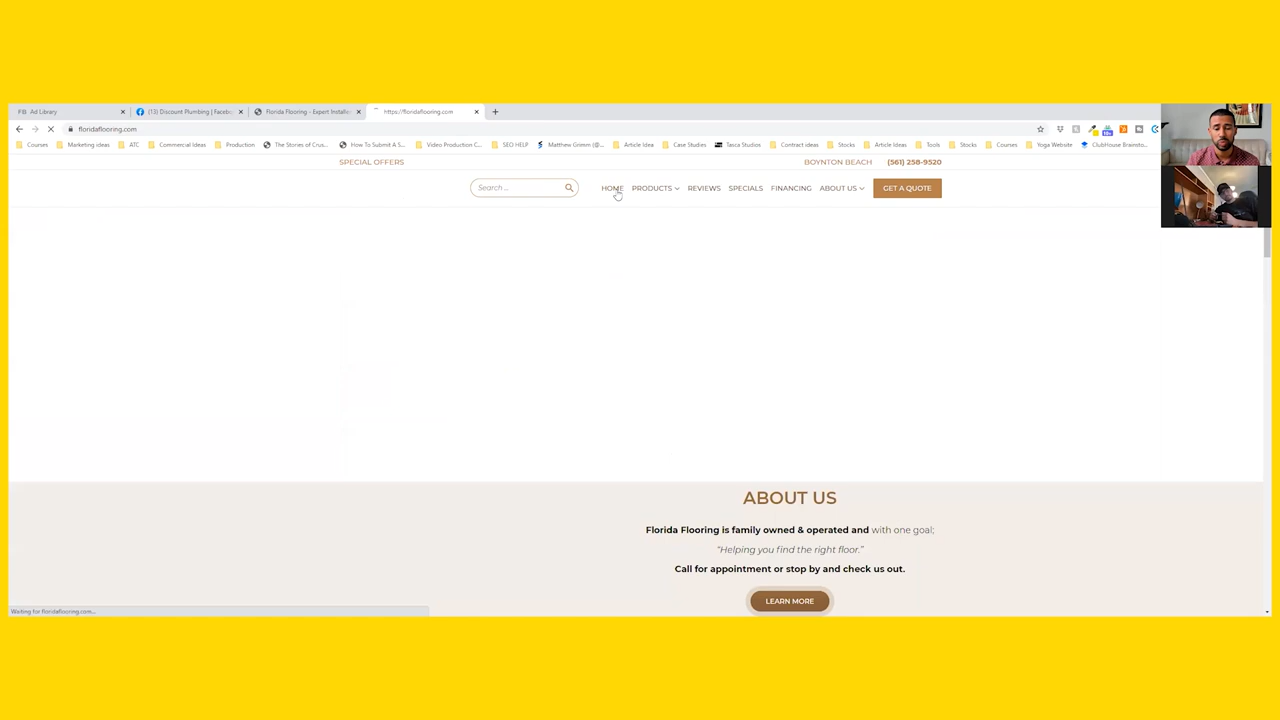 FIB Ad Library
(13) Discount Plumbing | Facebo
Florida Flooring - Expert Installe
https://floridaflooring.com
floridaflooring.com
Courses Marketing ideas ATC Commercial Ideas Production The Stories of Crus... How To Submit A S... Video Production C... SEO HELP Matthew Grimm (@... Article Idea Case Studies Tasca Studios Contract ideas Stocks Article Ideas Tools Stocks Courses Yoga Website ClubHouse Brainsto...
SPECIAL OFFERS BOYNTON BEACH (561) 258-9520
Search ... HOME PRODUCTS REVIEWS SPECIALS FINANCING ABOUT US GET A QUOTE
ABOUT US
Florida Flooring is family owned & operated and with one goal;
“Helping you find the right floor.”
Call for appointment or stop by and check us out.
LEARN MORE
Waiting for floridaflooring.com...